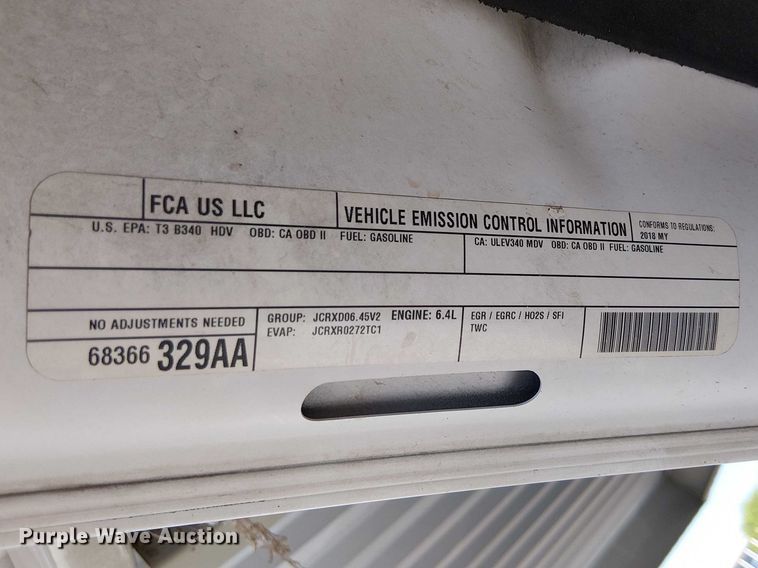 FCA US LLC
VEHICLE EMISSION CONTROL INFORMATION
CONFORMS TO REGULATIONS:
2018 MY
U.S. EPA: T3 B340 HDV OBD: CA OBD II FUEL: GASOLINE
CA: ULEV340 MDV OBD: CA OBD II FUEL: GASOLINE
NO ADJUSTMENTS NEEDED
68366 329AA
GROUP: JCRXD06.45V2 ENGINE: 6.4L
EVAP: JCRXR0272TC1
EGR / EGRC / HO2S / SFI
TWC
Purple Wave Auction®